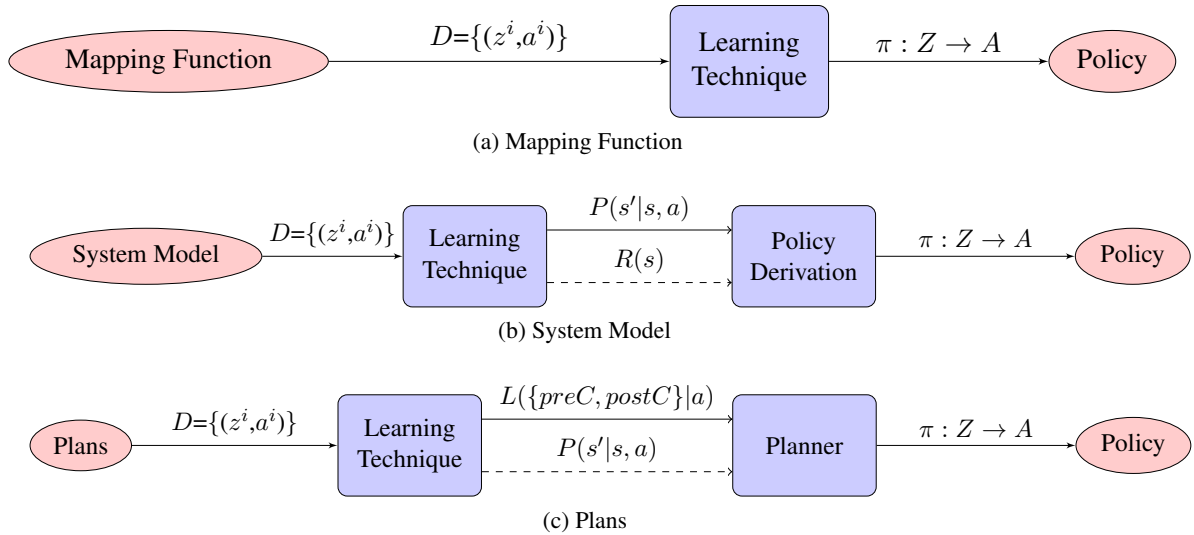 Mapping Function
D={(z^i,a^i)}
Learning
Technique
π : Z → A
Policy
(a) Mapping Function
System Model
D={(z^i,a^i)}
Learning
Technique
P(s′|s, a)
R(s)
Policy
Derivation
π : Z → A
Policy
(b) System Model
Plans
D={(z^i,a^i)}
Learning
Technique
L({preC, postC}|a)
P(s′|s, a)
Planner
π : Z → A
Policy
(c) Plans